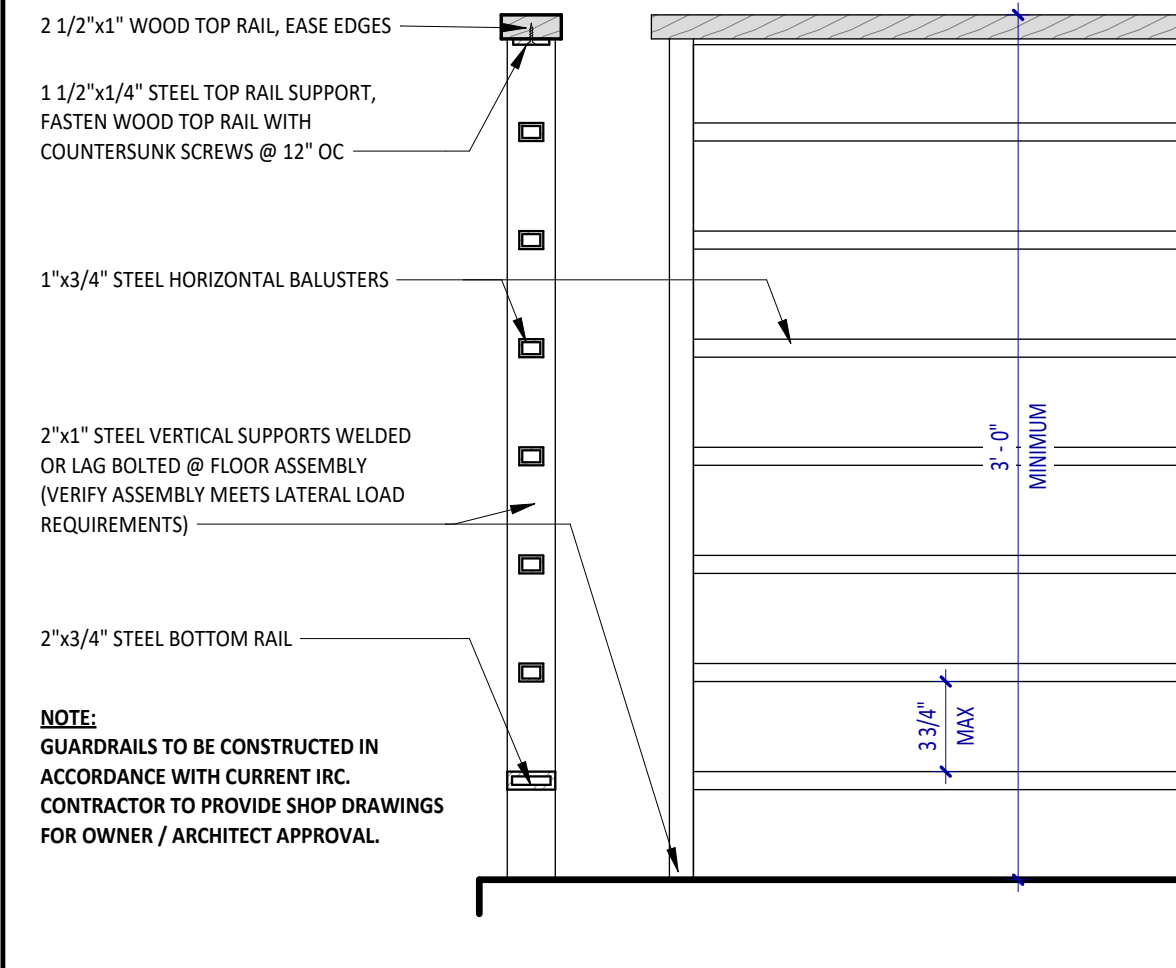 2 1/2"x1" WOOD TOP RAIL, EASE EDGES
1 1/2"x1/4" STEEL TOP RAIL SUPPORT,
FASTEN WOOD TOP RAIL WITH
COUNTERSUNK SCREWS @ 12" OC
1"x3/4" STEEL HORIZONTAL BALUSTERS
2"x1" STEEL VERTICAL SUPPORTS WELDED
OR LAG BOLTED @ FLOOR ASSEMBLY
(VERIFY ASSEMBLY MEETS LATERAL LOAD
REQUIREMENTS)
2"x3/4" STEEL BOTTOM RAIL
NOTE:
GUARDRAILS TO BE CONSTRUCTED IN
ACCORDANCE WITH CURRENT IRC.
CONTRACTOR TO PROVIDE SHOP DRAWINGS
FOR OWNER / ARCHITECT APPROVAL.
3' - 0"
MINIMUM
3 3/4"
MAX